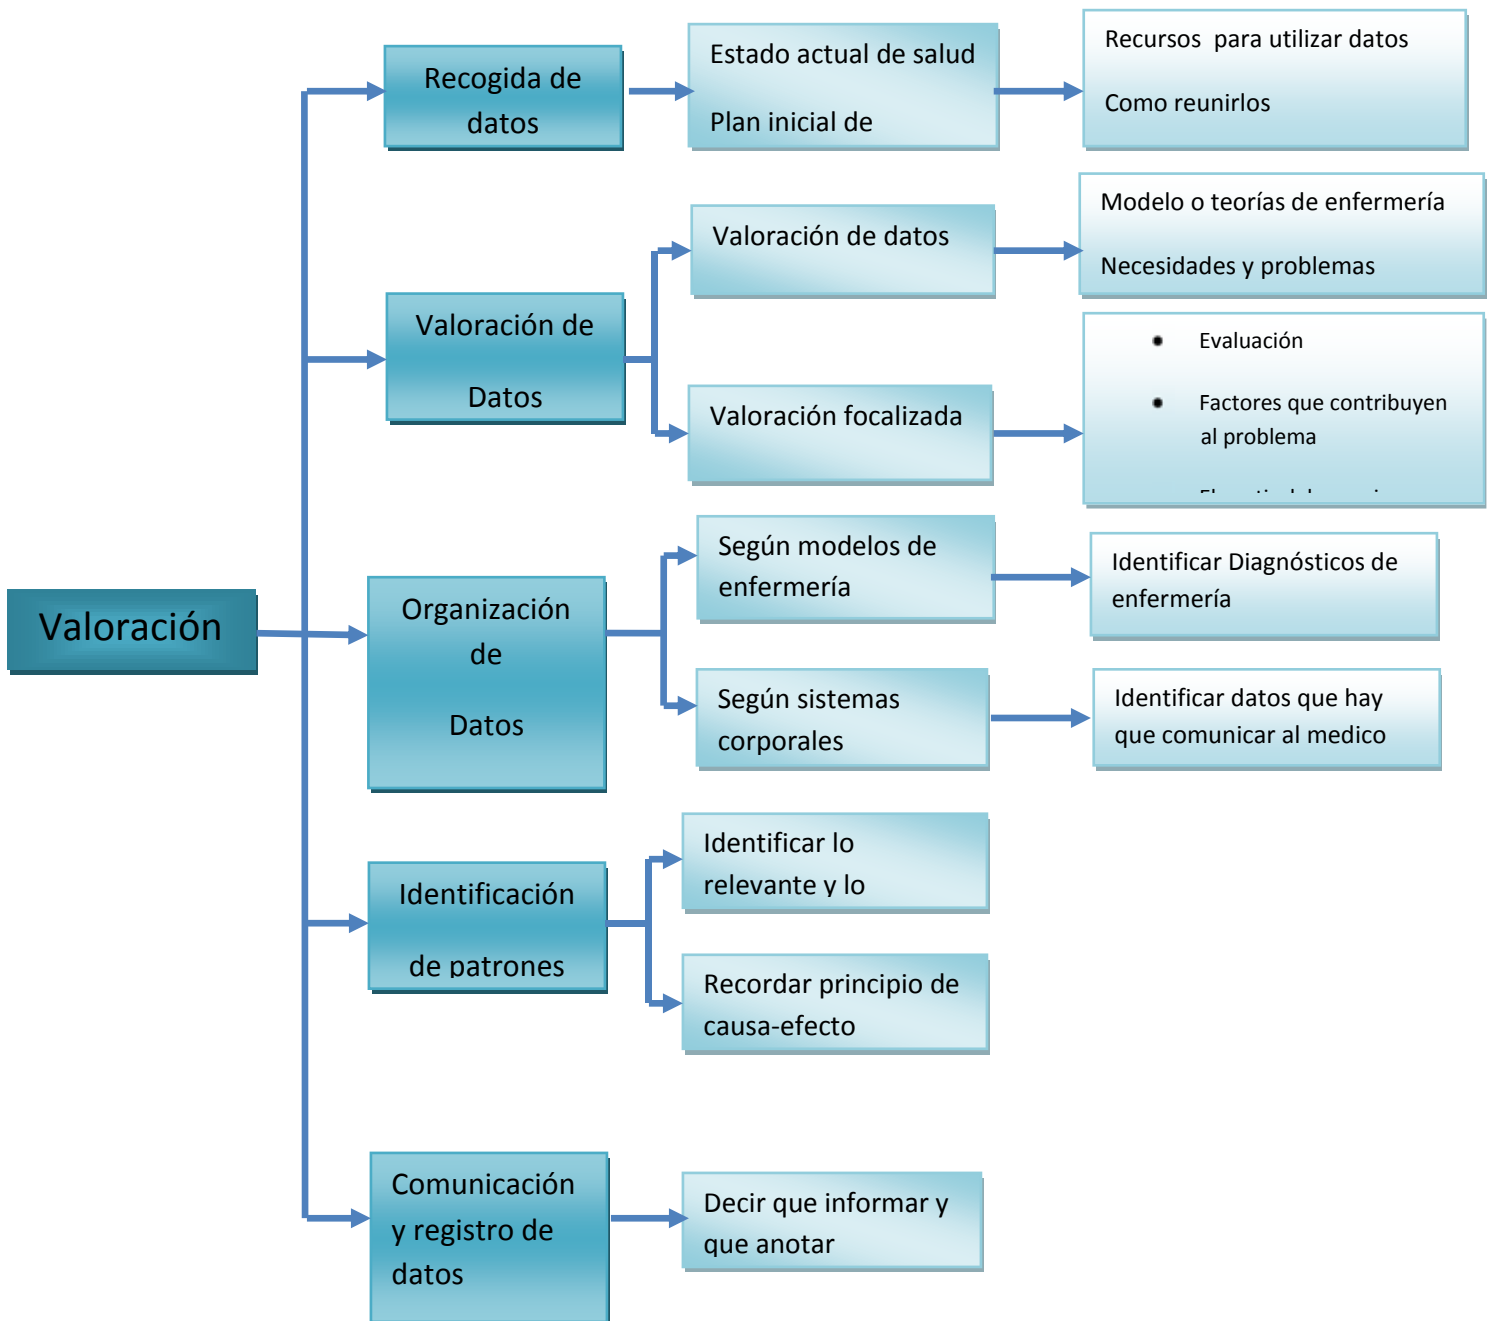 Recogida de
datos
Estado actual de salud
Plan inicial de
Recursos para utilizar datos
Como reunirlos
Valoración de
Datos
Valoración de datos
Modelo o teorías de enfermería
Necesidades y problemas
Valoración focalizada
• Evaluación
• Factores que contribuyen
al problema
Valoración
Organización
de
Datos
Según modelos de
enfermería
Identificar Diagnósticos de
enfermería
Según sistemas
corporales
Identificar datos que hay
que comunicar al medico
Identificación
de patrones
Identificar lo
relevante y lo
Recordar principio de
causa-efecto
Comunicación
y registro de
datos
Decir que informar y
que anotar